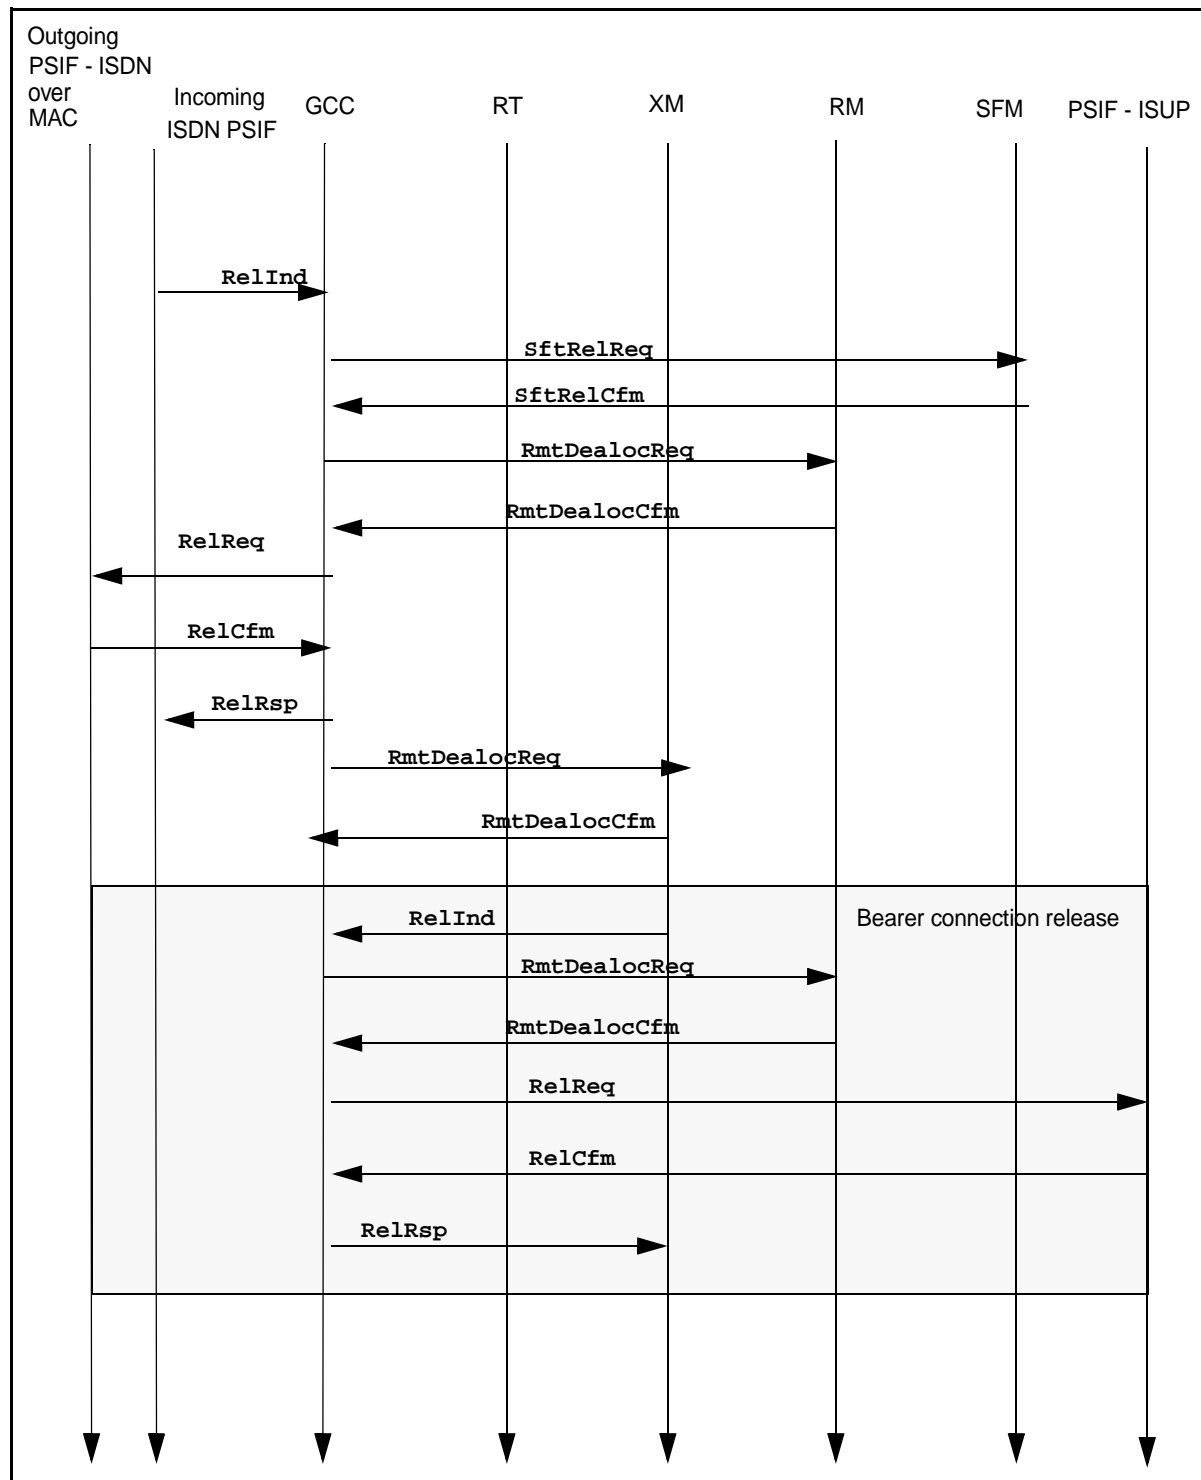 Outgoing
PSIF - ISDN
over
MAC
Incoming
ISDN PSIF
GCC
RT
XM
RM
SFM
PSIF - ISUP
RelInd
SftRelReq
SftRelCfm
RmtDealocReq
RmtDealocCfm
RelReq
RelCfm
RelRsp
RmtDealocReq
RmtDealocCfm
Bearer connection release
RelInd
RmtDealocReq
RmtDealocCfm
RelReq
RelCfm
RelRsp